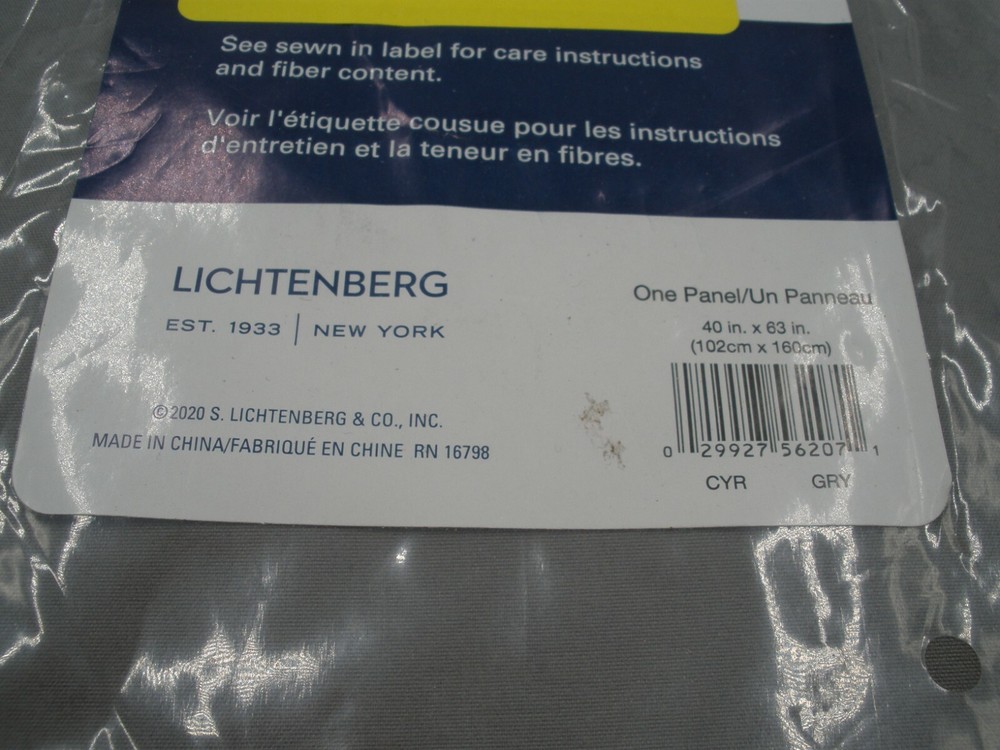 See sewn in label for care instructions
and fiber content.
Voir l'étiquette cousue pour les instructions
d'entretien et la teneur en fibres.
LICHTENBERG
EST. 1933 | NEW YORK
©2020 S. LICHTENBERG & CO., INC.
MADE IN CHINA/FABRIQUÉ EN CHINE RN 16798
One Panel/Un Panneau
40 in. x 63 in.
(102cm x 160cm)
0 29927 56207 1
CYR GRY